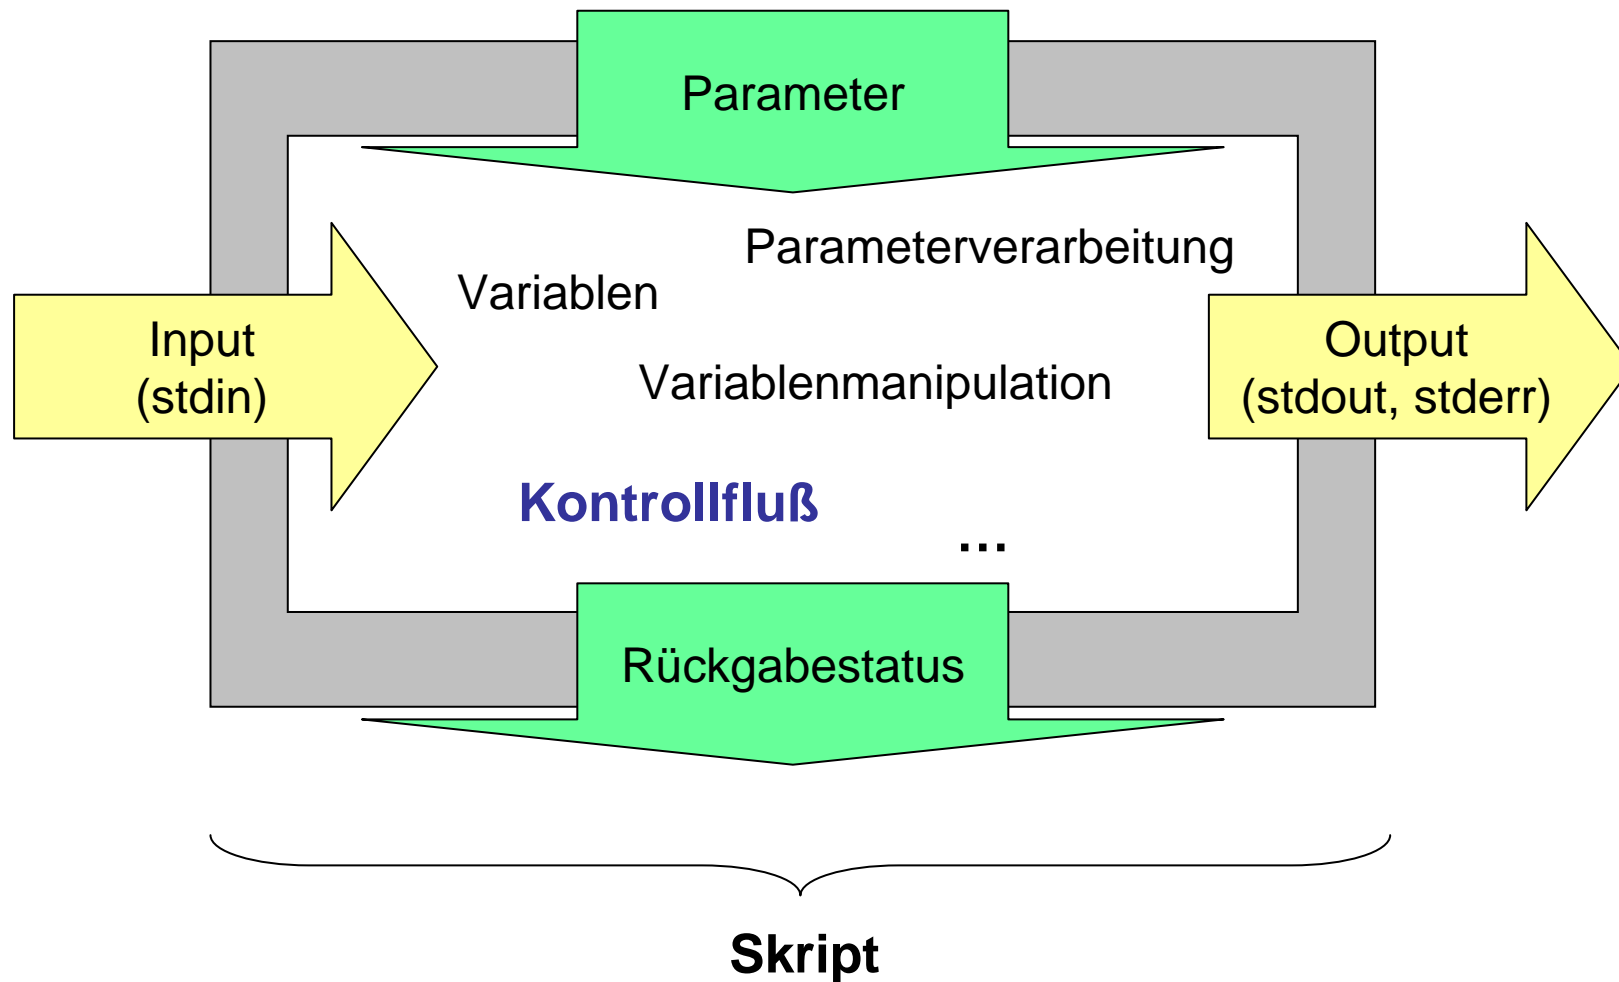 Parameter
Parameterverarbeitung
Variablen
Input
(stdin)
Output
(stdout, stderr)
Variablenmanipulation
Kontrollfluß
...
Rückgabestatus
Skript